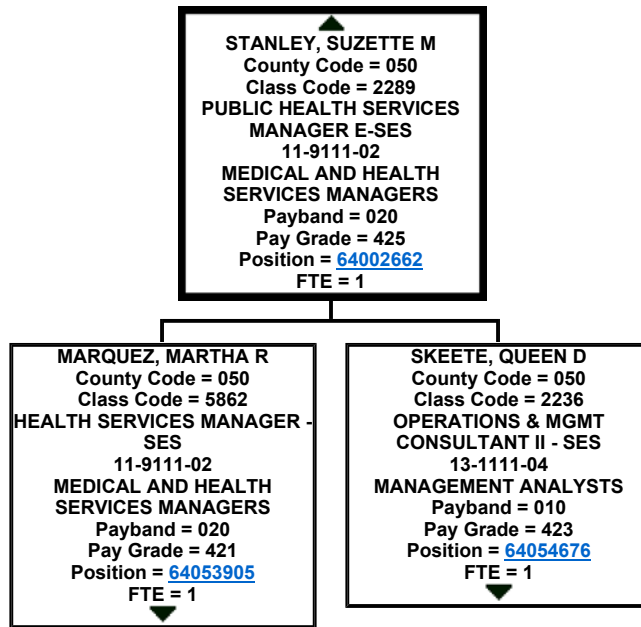 STANLEY, SUZETTE M
County Code = 050
Class Code = 2289
PUBLIC HEALTH SERVICES
MANAGER E-SES
11-9111-02
MEDICAL AND HEALTH
SERVICES MANAGERS
Payband = 020
Pay Grade = 425
Position = 64002662
FTE = 1
MARQUEZ, MARTHA R
County Code = 050
Class Code = 5862
HEALTH SERVICES MANAGER -
SES
11-9111-02
MEDICAL AND HEALTH
SERVICES MANAGERS
Payband = 020
Pay Grade = 421
Position = 64053905
FTE = 1
SKEETE, QUEEN D
County Code = 050
Class Code = 2236
OPERATIONS & MGMT
CONSULTANT II - SES
13-1111-04
MANAGEMENT ANALYSTS
Payband = 010
Pay Grade = 423
Position = 64054676
FTE = 1